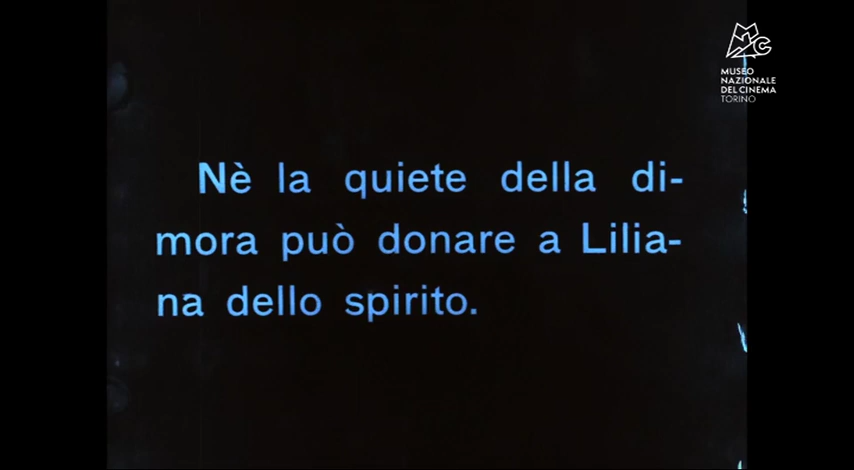 Nè la quiete della di-
mora può donare a Lilia-
na dello spirito.
MUSEO
NAZIONALE
DEL CINEMA
TORINO